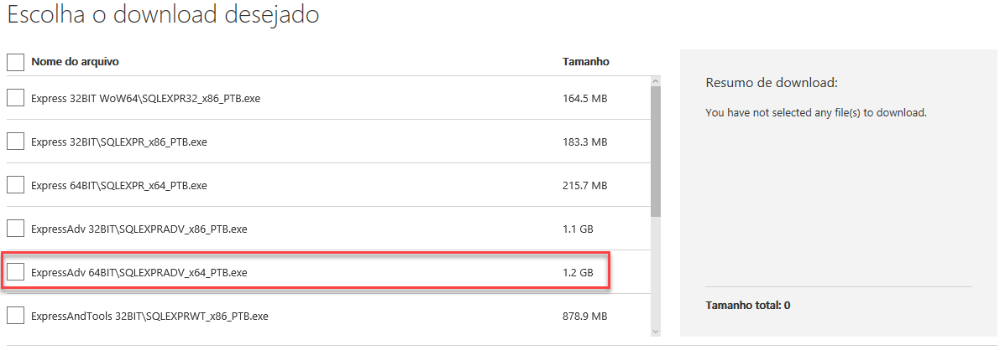 Escolha o download desejado
Nome do arquivo Tamanho
Express 32BIT WoW64\SQLEXPR32_x86_PTB.exe 164.5 MB
Express 32BIT\SQLEXPR_x86_PTB.exe 183.3 MB
Express 64BIT\SQLEXPR_x64_PTB.exe 215.7 MB
ExpressAdv 32BIT\SQLEXPRADV_x86_PTB.exe 1.1 GB
ExpressAdv 64BIT\SQLEXPRADV_x64_PTB.exe 1.2 GB
ExpressAndTools 32BIT\SQLEXPRWT_x86_PTB.exe 878.9 MB
Resumo de download:
You have not selected any file(s) to download.
Tamanho total: 0